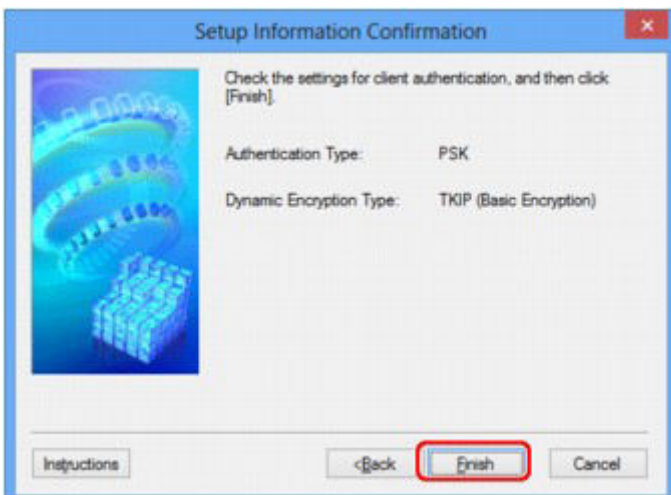 Setup Information Confirmation
Check the settings for client authentication, and then click
[Finish].
Authentication Type: PSK
Dynamic Encryption Type: TKIP (Basic Encryption)
Instructions <Back Finish Cancel